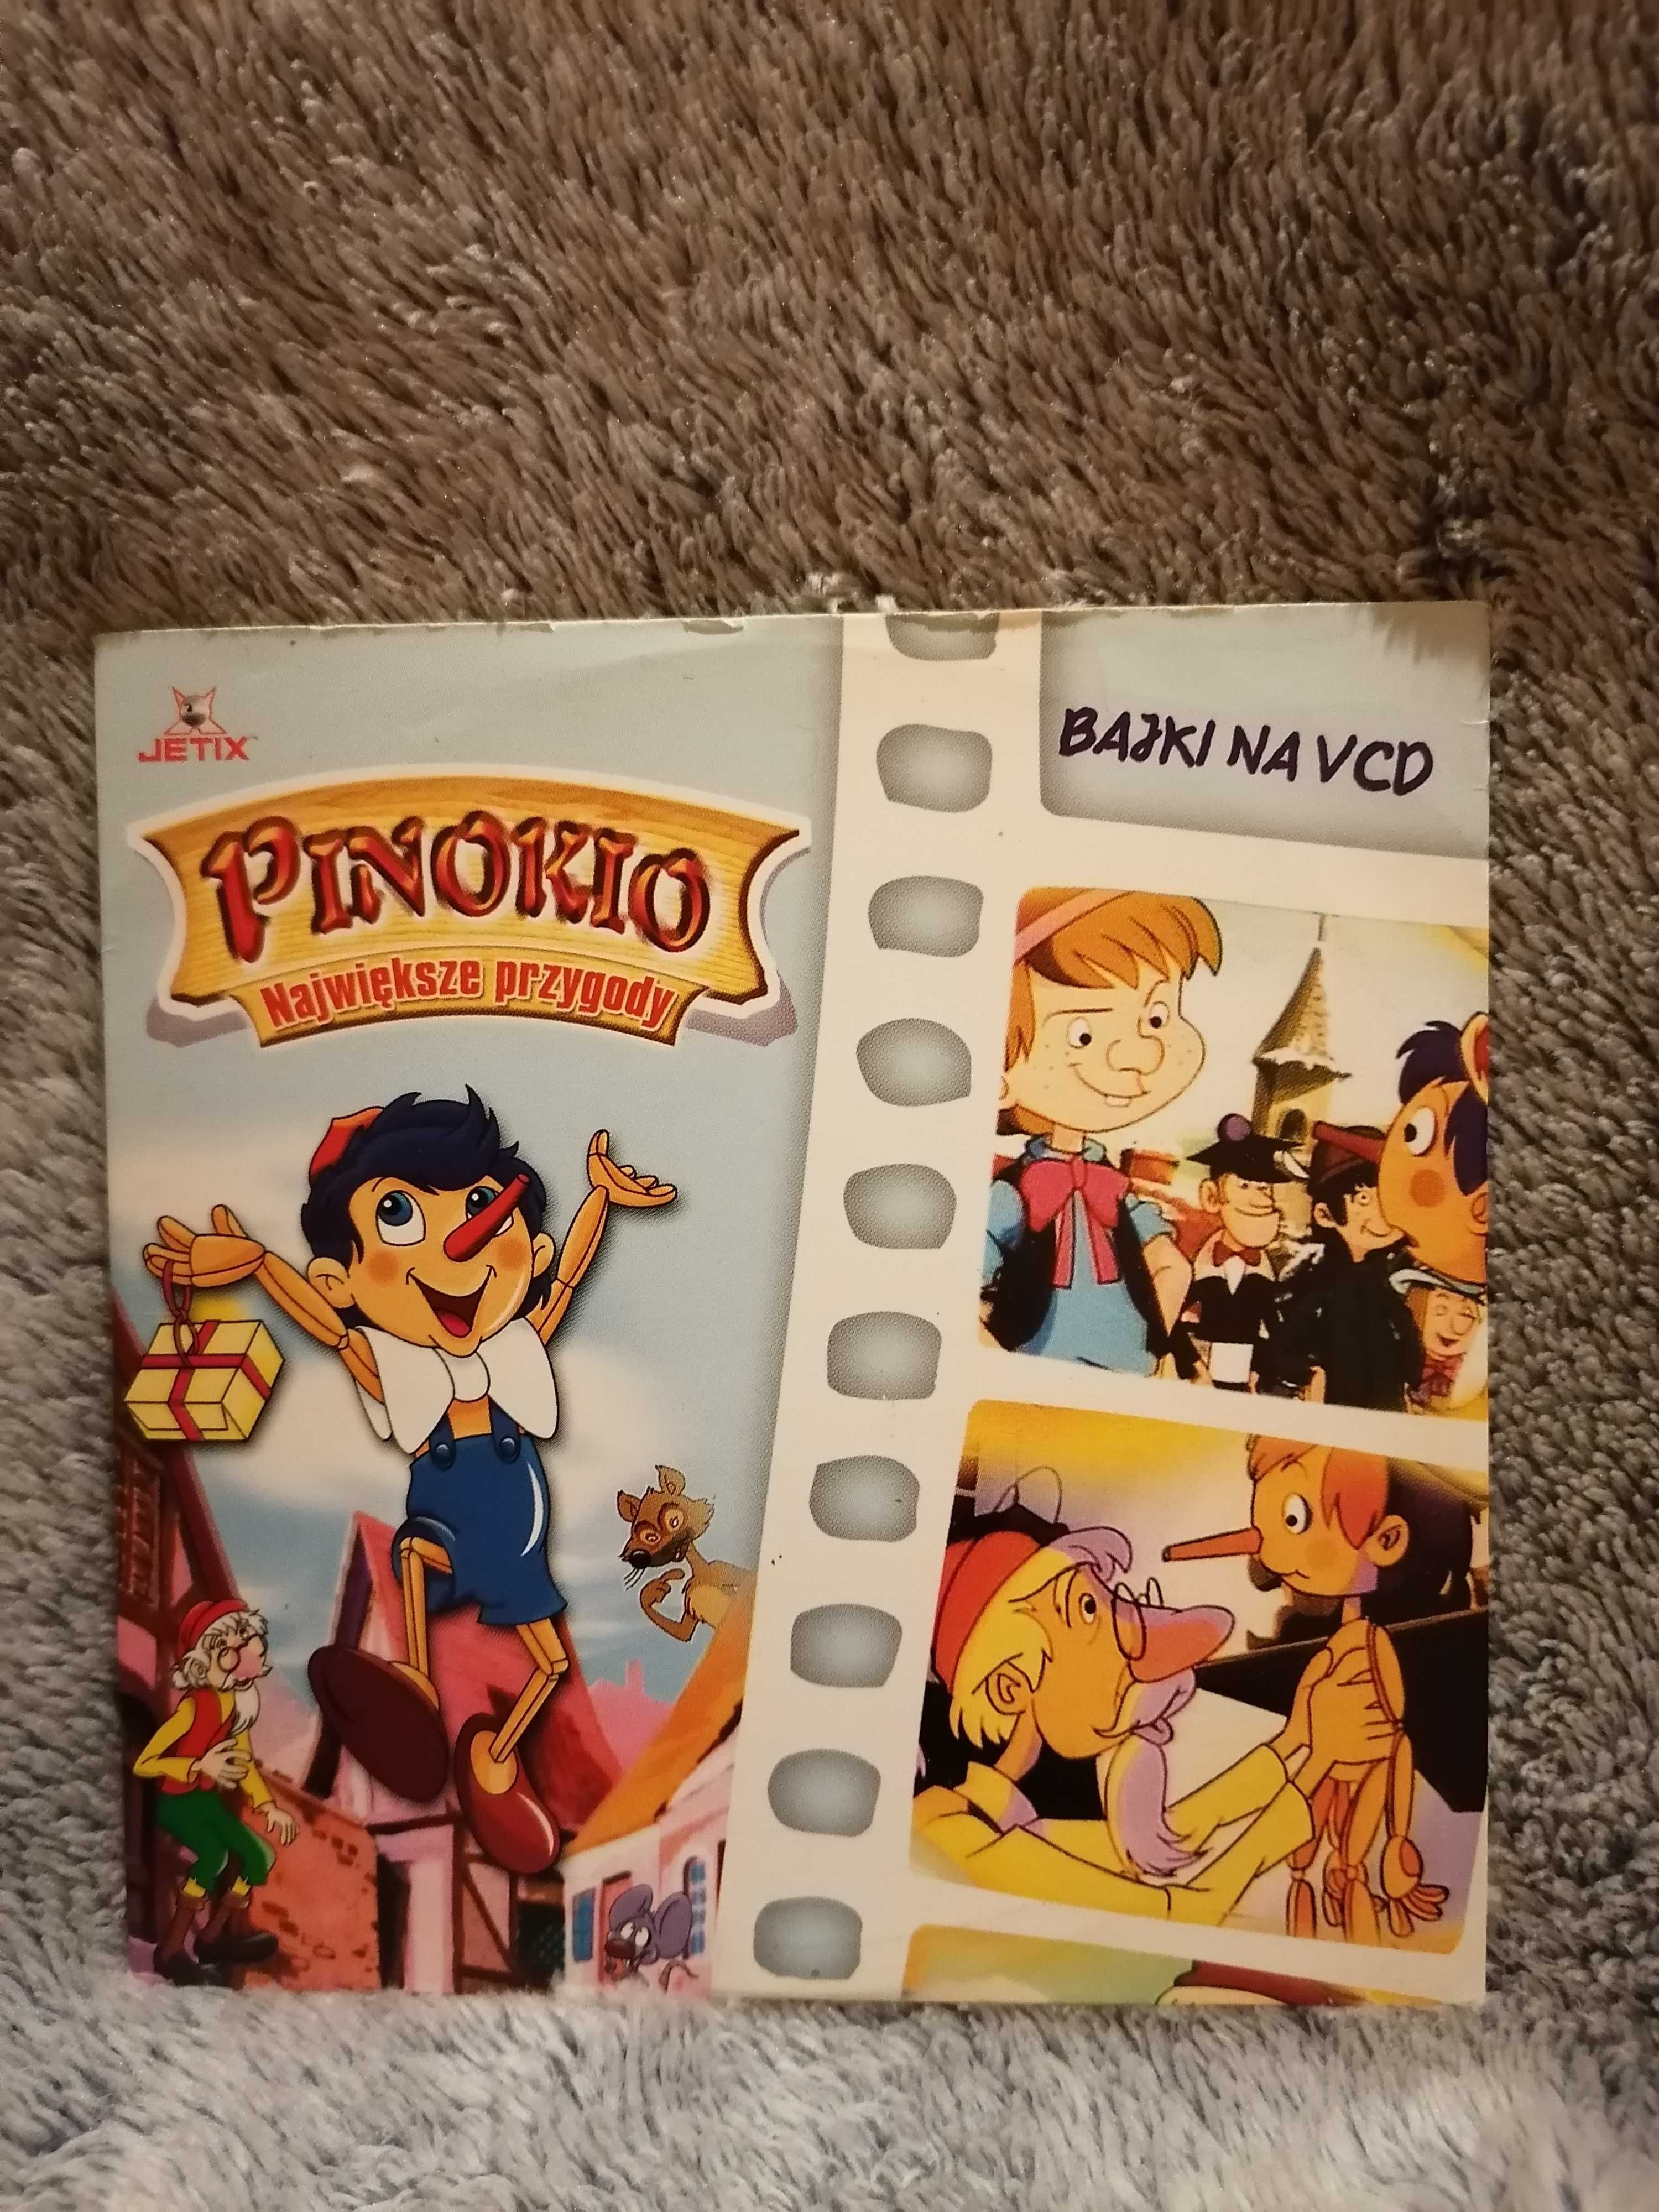 JETIX
PINOKIO
Największe przygody
BAJKI NA VCD